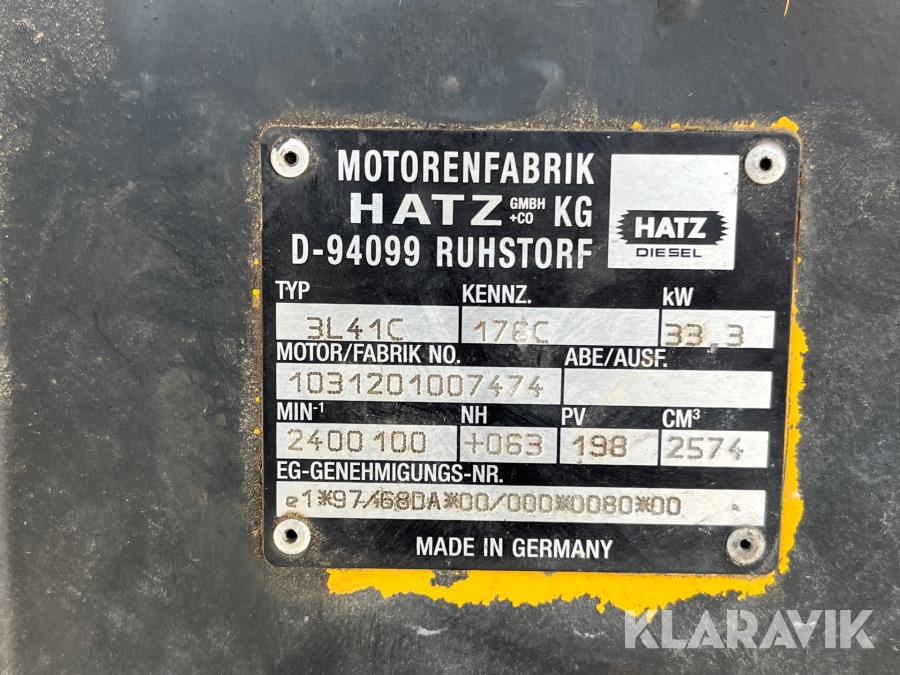 MOTORENFABRIK
HATZ GMBH +CO KG
D-94099 RUHSTORF
HATZ
DIESEL
TYP KENNZ. kW
3L41C 178C 33,3
MOTOR/FABRIK NO. ABE/AUSF.
1031201007474
MIN-1 NH PV CM3
2400 100 +063 198 2574
EG-GENEHMIGUNGS-NR.
e1*97/68DA*00/000*0080*00
MADE IN GERMANY
KLARAVIK